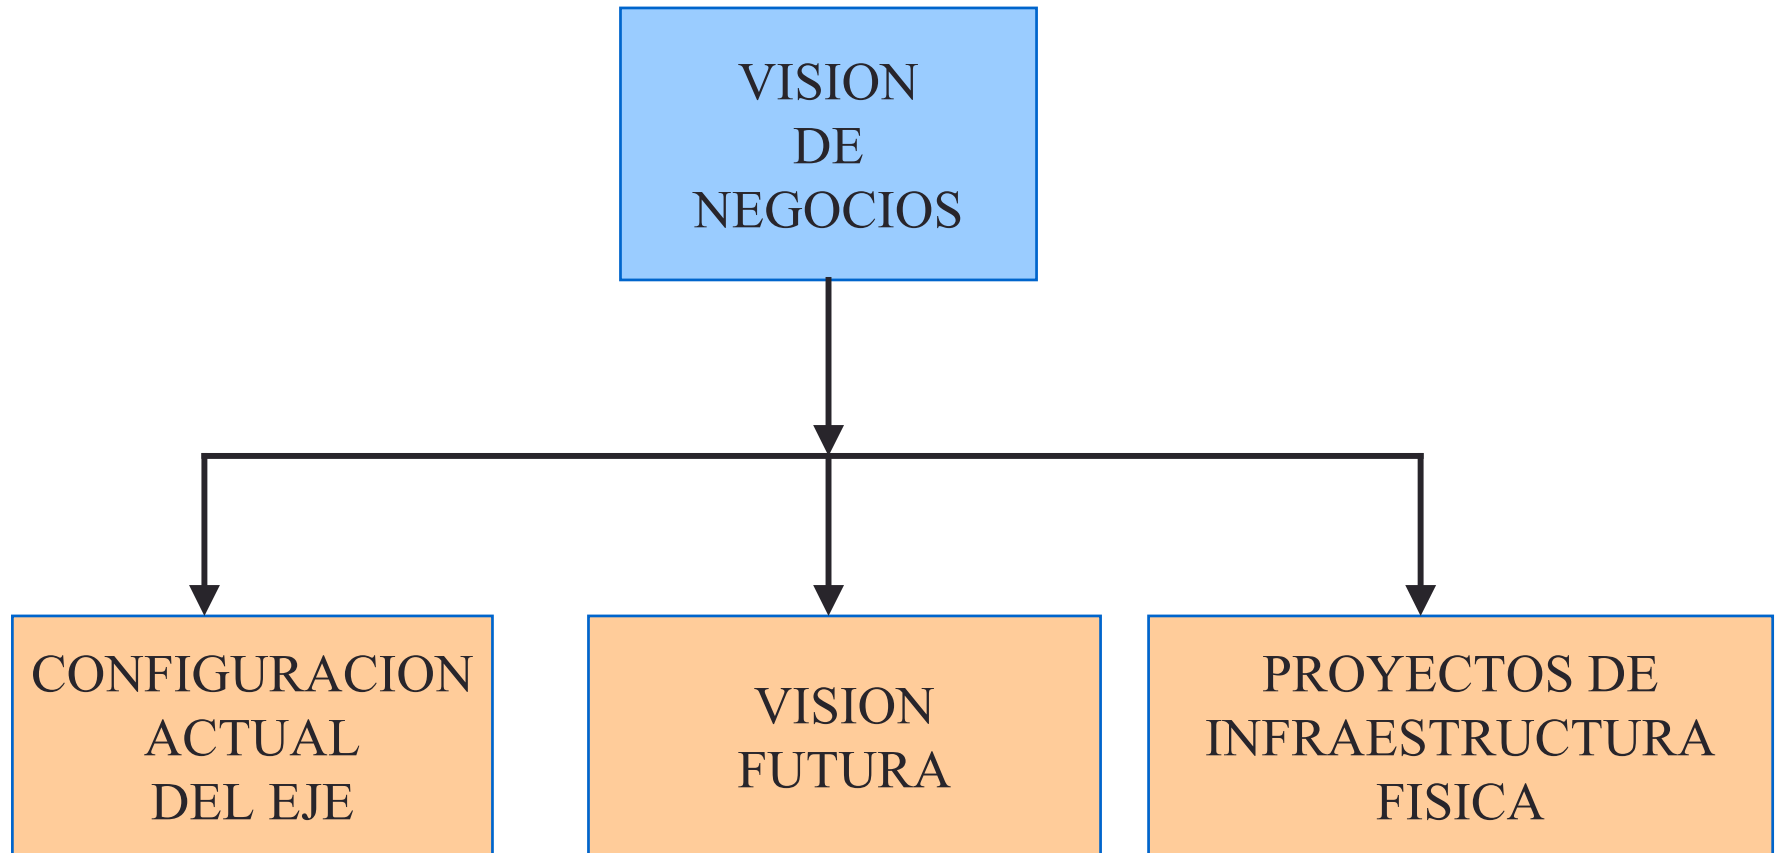 VISION
DE
NEGOCIOS
CONFIGURACION
ACTUAL
DEL EJE
VISION
FUTURA
PROYECTOS DE
INFRAESTRUCTURA
FISICA